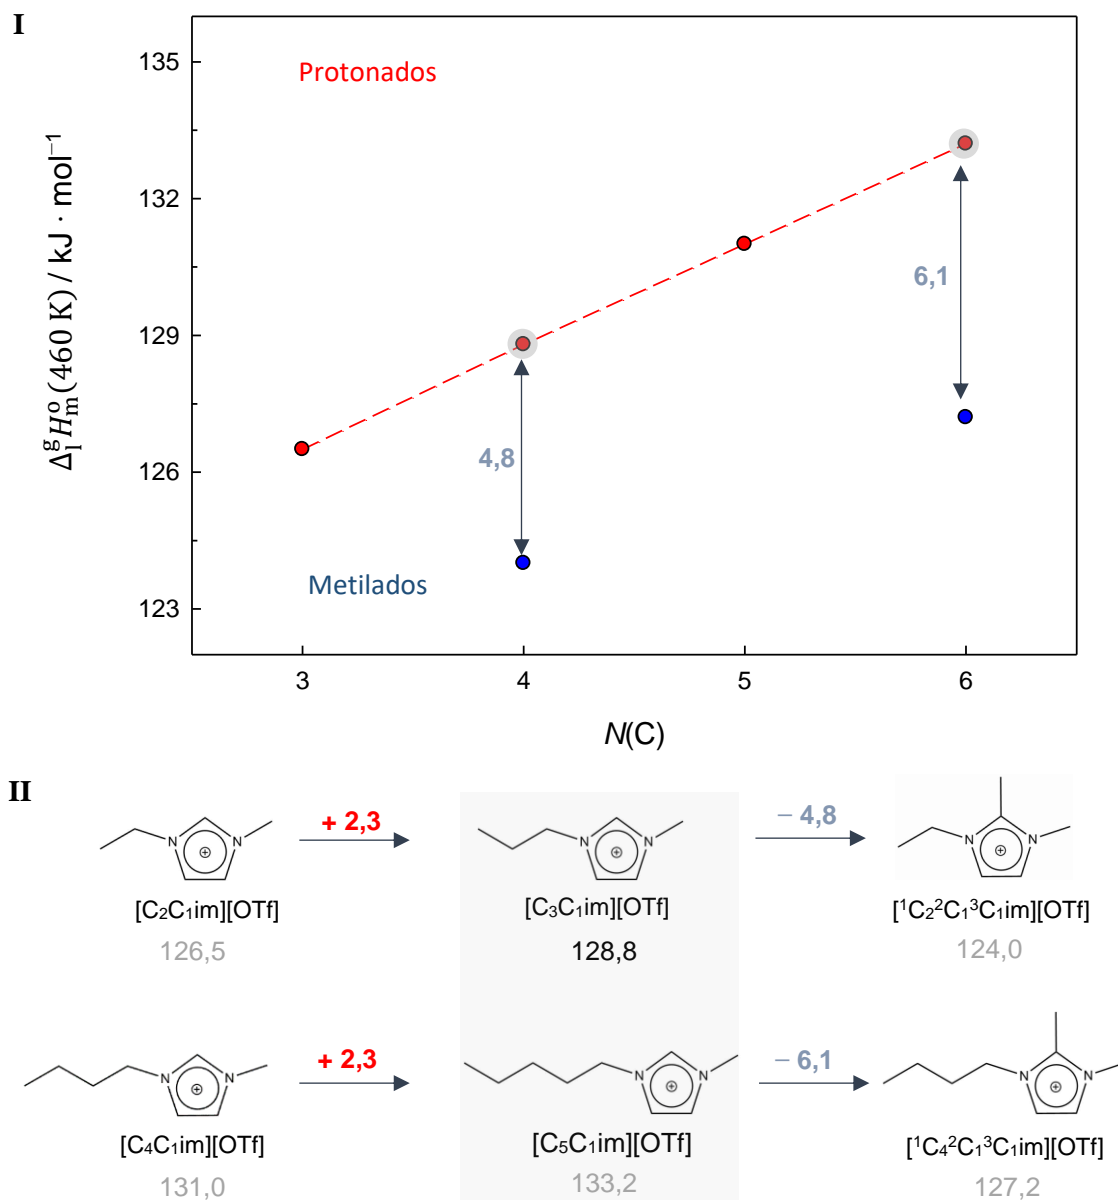 I
135
132
129
126
123
Δ_l^g H_m^o (460 K) / kJ · mol⁻¹
Protonados
6,1
4,8
Metilados
3 4 5 6
N(C)
II
+ 2,3
− 4,8
N N N N N N
[C₂C₁im][OTf] [C₃C₁im][OTf] [¹C₂²C₁³C₁im][OTf]
126,5 128,8 124,0
+ 2,3
− 6,1
N N N N N N
[C₄C₁im][OTf] [C₅C₁im][OTf] [¹C₄²C₁³C₁im][OTf]
131,0 133,2 127,2